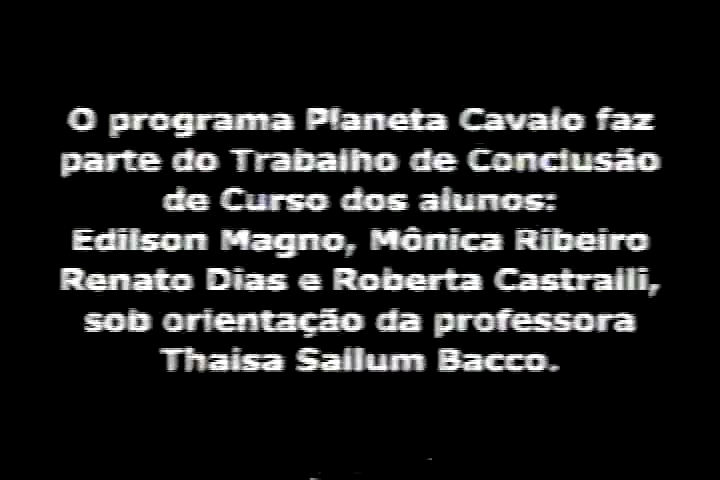 O programa Planeta Cavalo faz
parte do Trabalho de Conclusão
de Curso dos alunos:
Edilson Magno, Mônica Ribeiro
Renato Dias e Roberta Castralli,
sob orientação da professora
Thaisa Sallum Bacco.